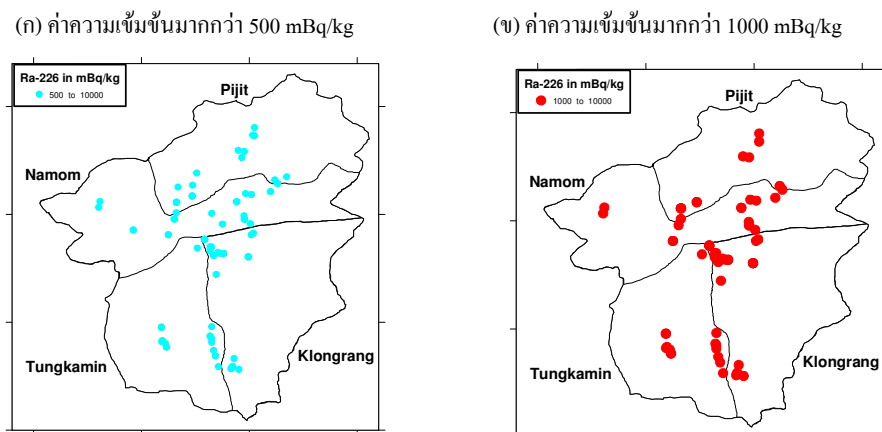 (ก) ค่าความเข้มข้นมากกว่า 500 mBq/kg
Ra-226 in mBq/kg
500 to 10000
Pijit
Namom
Tungkamin
Klongrang
(ข) ค่าความเข้มข้นมากกว่า 1000 mBq/kg
Ra-226 in mBq/kg
1000 to 10000
Pijit
Namom
Tungkamin
Klongrang